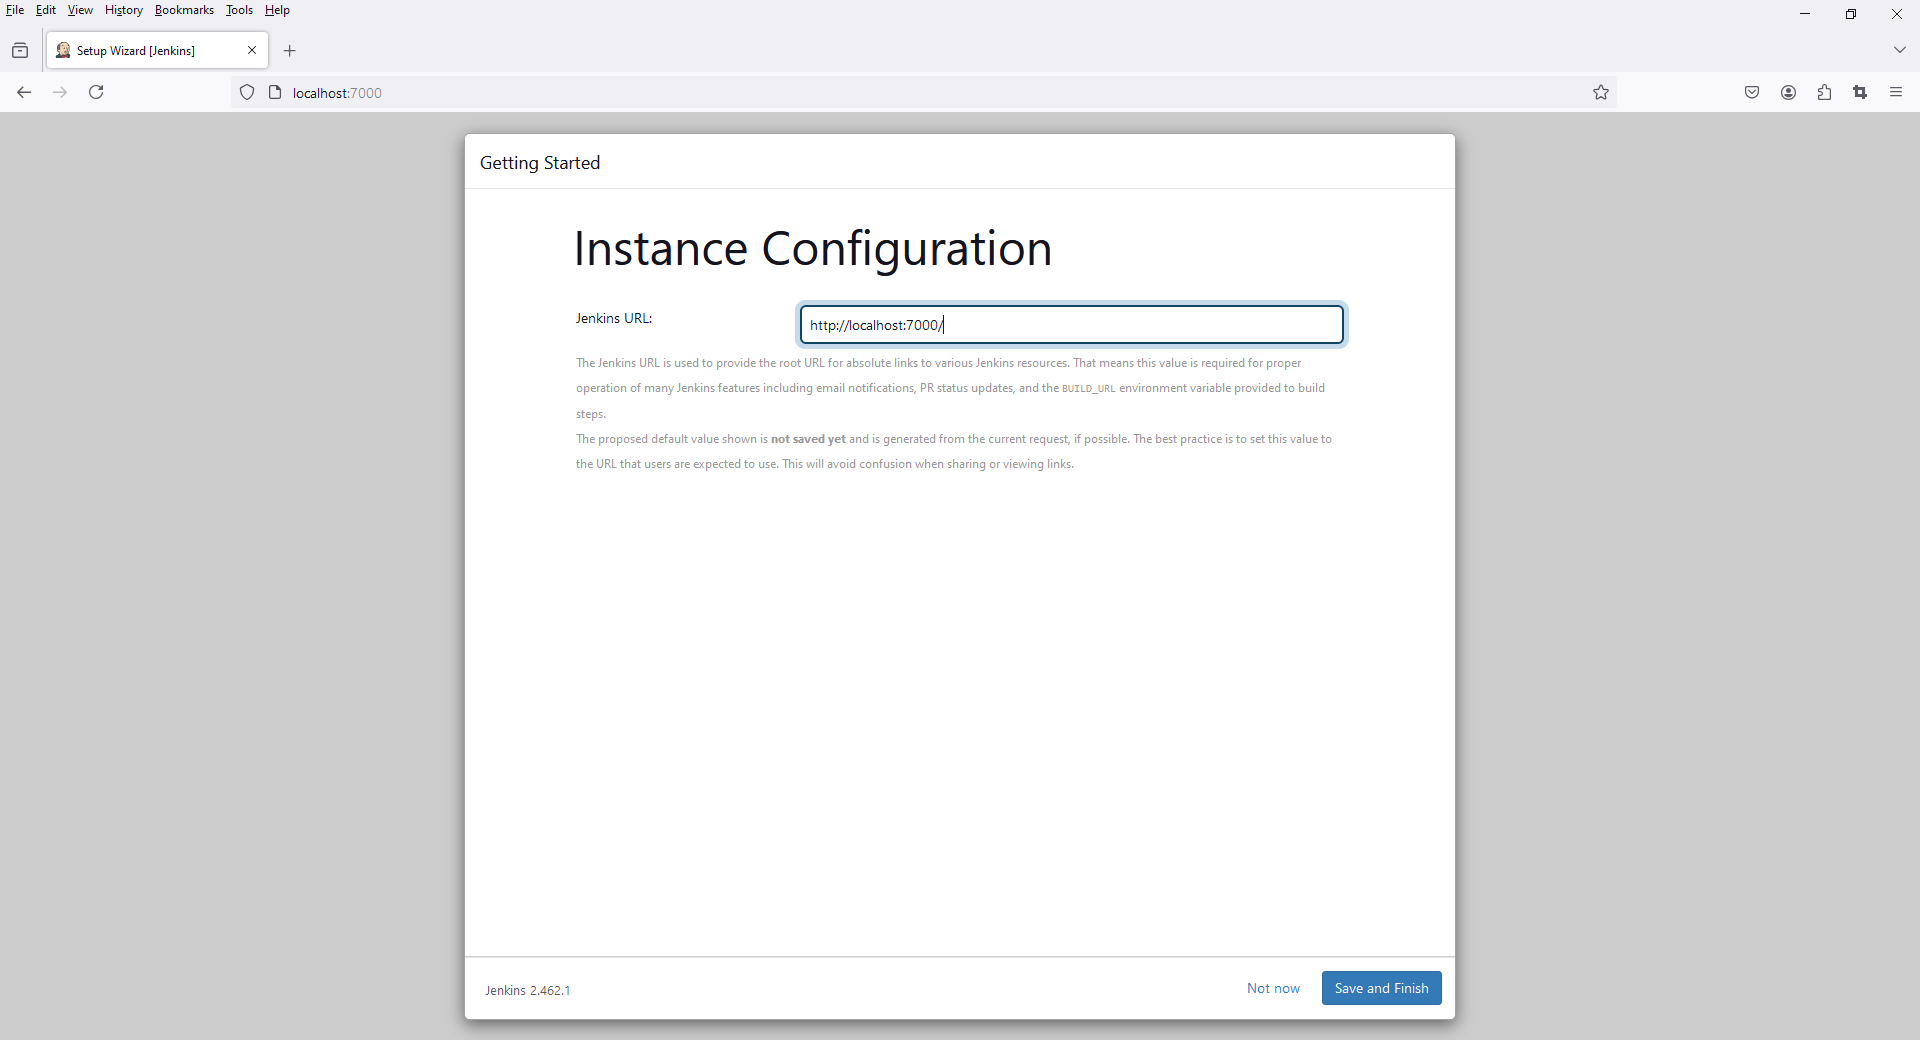 File Edit View History Bookmarks Tools Help
Setup Wizard [Jenkins]
localhost:7000
Getting Started
Instance Configuration
Jenkins URL:
http://localhost:7000/
The Jenkins URL is used to provide the root URL for absolute links to various Jenkins resources. That means this value is required for proper
operation of many Jenkins features including email notifications, PR status updates, and the BUILD_URL environment variable provided to build
steps.
The proposed default value shown is not saved yet and is generated from the current request, if possible. The best practice is to set this value to
the URL that users are expected to use. This will avoid confusion when sharing or viewing links.
Jenkins 2.462.1
Not now
Save and Finish